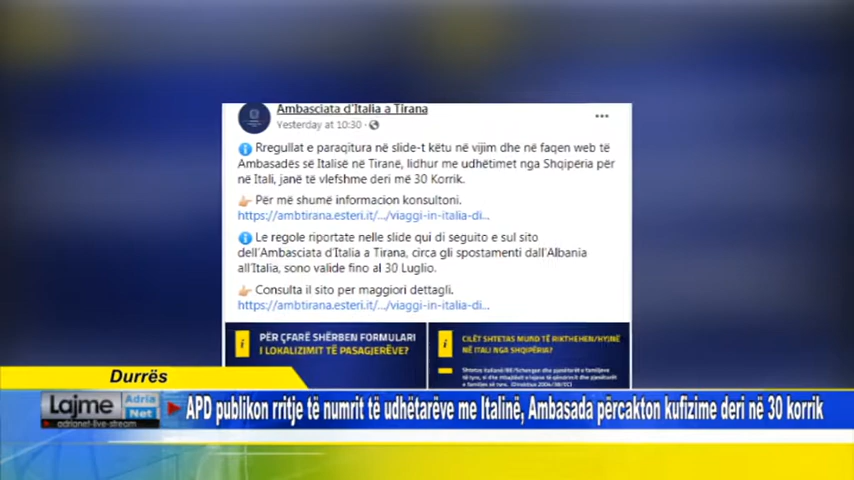 Ambasciata d'Italia a Tirana
Yesterday at 10:30
Rregullat e paraqitura në slide-t këtu në vijim dhe në faqen web të
Ambasadës së Italisë në Tiranë, lidhur me udhëtimet nga Shqipëria për
në Itali, janë të vlefshme deri më 30 Korrik.
Për më shumë informacion konsultoni.
https://ambtirana.esteri.it/.../viaggi-in-italia-di...
Le regole riportate nelle slide qui di seguito e sul sito
dell'Ambasciata d'Italia a Tirana, circa gli spostamenti dall'Albania
all'Italia, sono valide fino al 30 Luglio.
Consulta il sito per maggiori dettagli.
https://ambtirana.esteri.it/.../viaggi-in-italia-di...
PËR ÇFARË SHËRBEN FORMULARI
I LOKALIZIMIT TË PASAGJERËVE?
CILËT SHTETAS MUND TË RIKTHEHEN/HYJNË
NË ITALI NGA SHQIPËRIA?
Durrës
Lajme
Adria
Net
adrianet-live-stream
APD publikon rritje të numrit të udhëtarëve me Italinë, Ambasada përcakton kufizime deri në 30 korrik